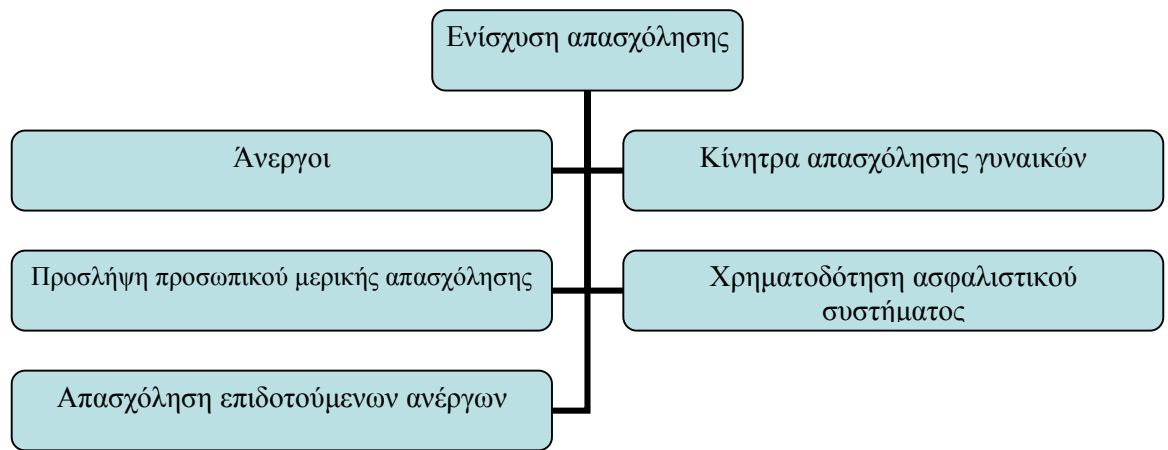 Ενίσχυση απασχόλησης
Άνεργοι
Κίνητρα απασχόλησης γυναικών
Προσλήψη προσωπικού μερικής απασχόλησης
Χρηματοδότηση ασφαλιστικού
συστήματος
Απασχόληση επιδοτούμενων ανέργων